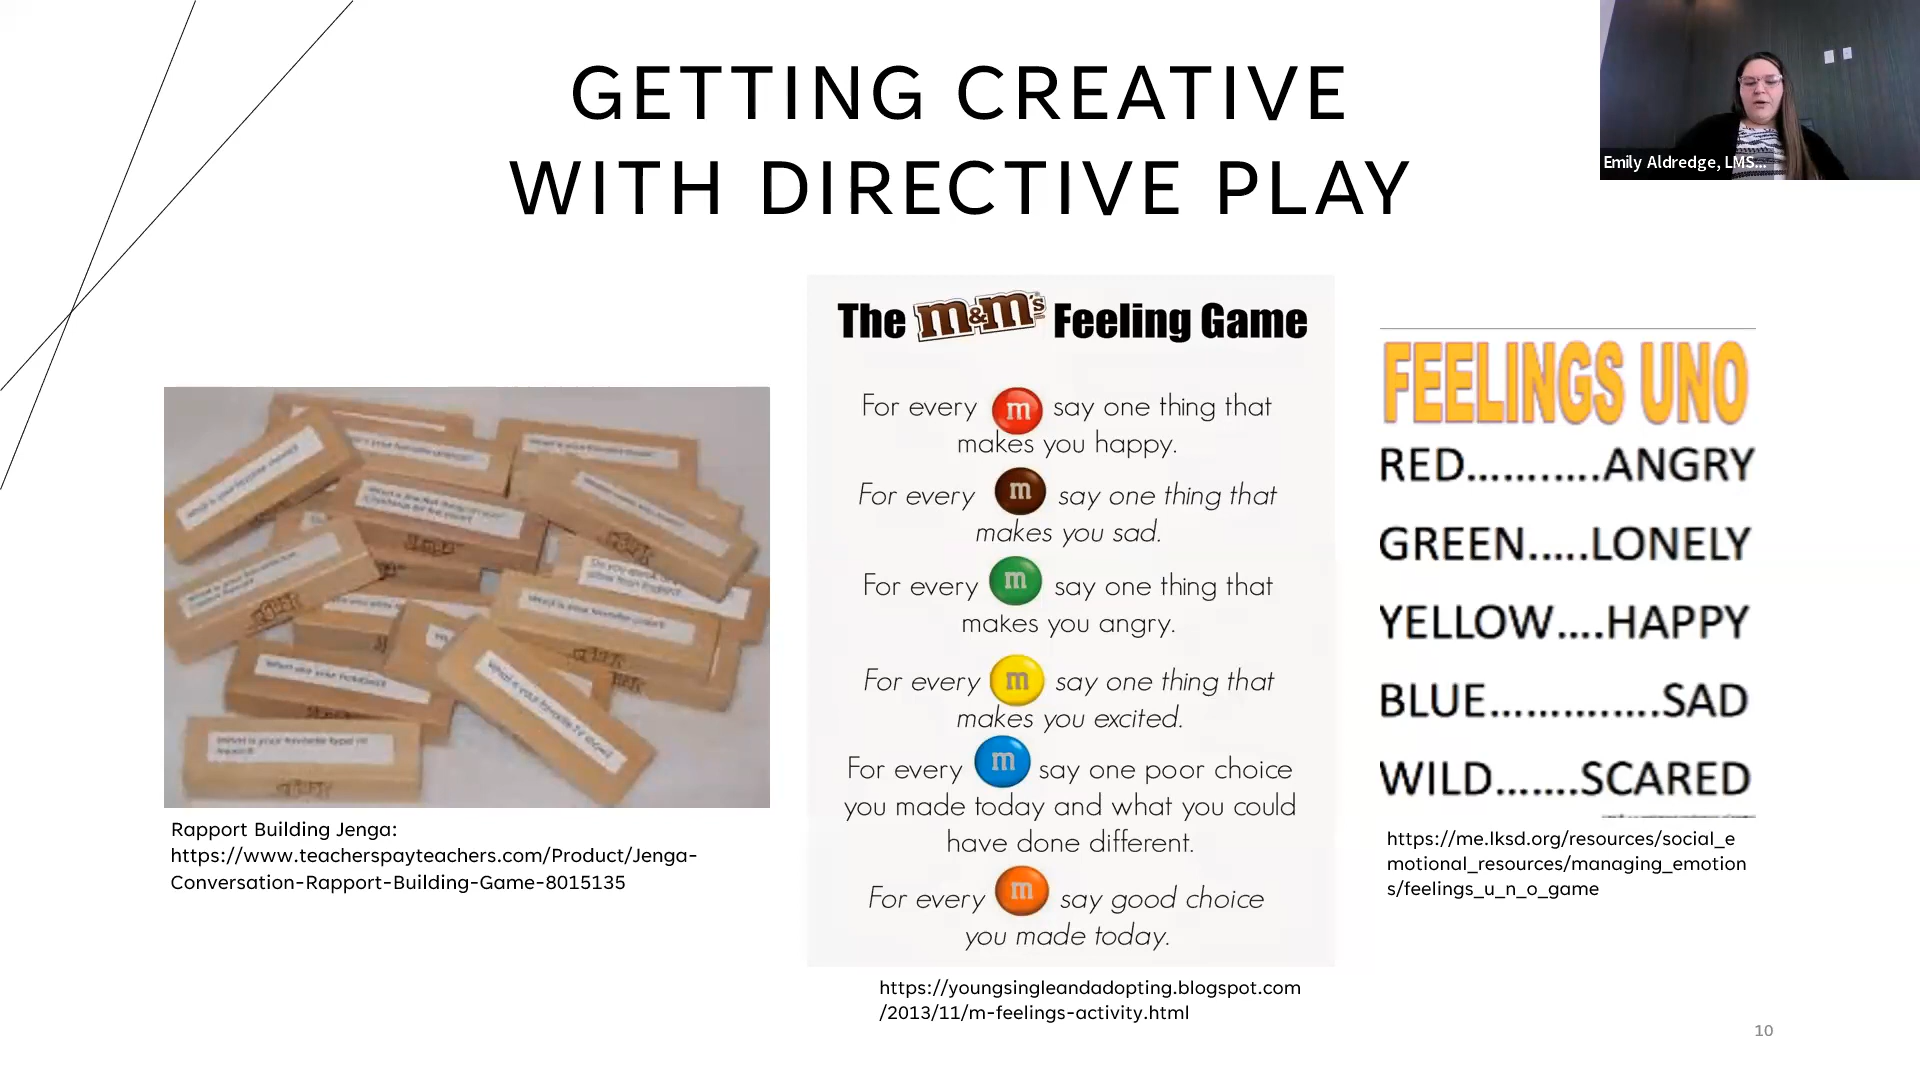 GETTING CREATIVE
WITH DIRECTIVE PLAY
Emily Aldredge, LMS...
Rapport Building Jenga:
https://www.teacherspayteachers.com/Product/Jenga-
Conversation-Rapport-Building-Game-8015135
The m&m's Feeling Game
For every m say one thing that
makes you happy.
For every m say one thing that
makes you sad.
For every m say one thing that
makes you angry.
For every m say one thing that
makes you excited.
For every m say one poor choice
you made today and what you could
have done different.
For every m say good choice
you made today.
https://youngsingleandadopting.blogspot.com
/2013/11/m-feelings-activity.html
FEELINGS UNO
RED...........ANGRY
GREEN.....LONELY
YELLOW....HAPPY
BLUE.............SAD
WILD.......SCARED
https://me.lksd.org/resources/social_e
motional_resources/managing_emotion
s/feelings_u_n_o_game
10